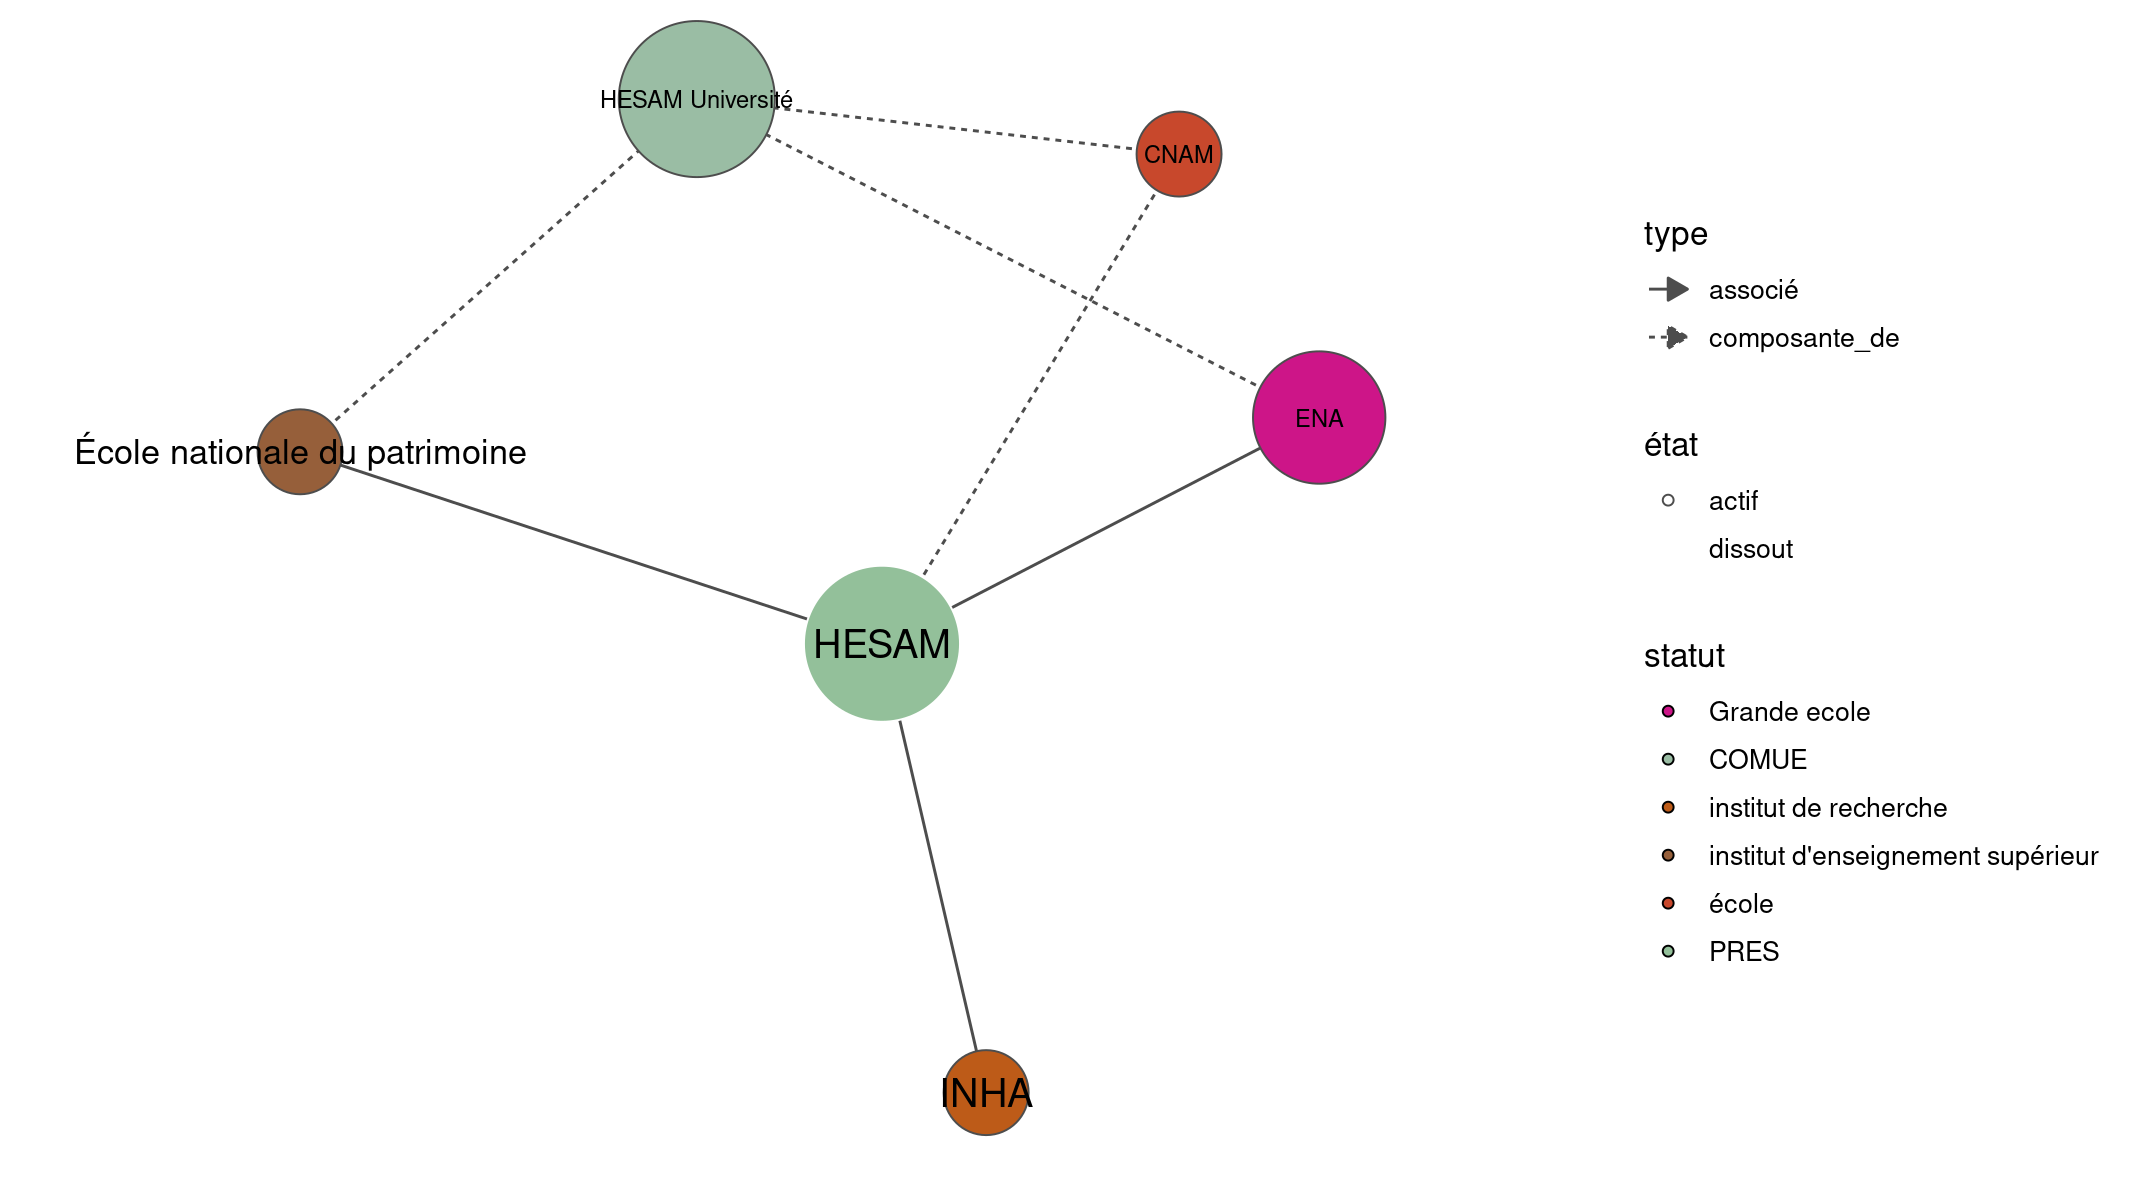 HESAM Université
CNAM
ENA
École nationale du patrimoine
HESAM
INHA
type
associé
composante_de
état
actif
dissout
statut
Grande ecole
COMUE
institut de recherche
institut d'enseignement supérieur
école
PRES